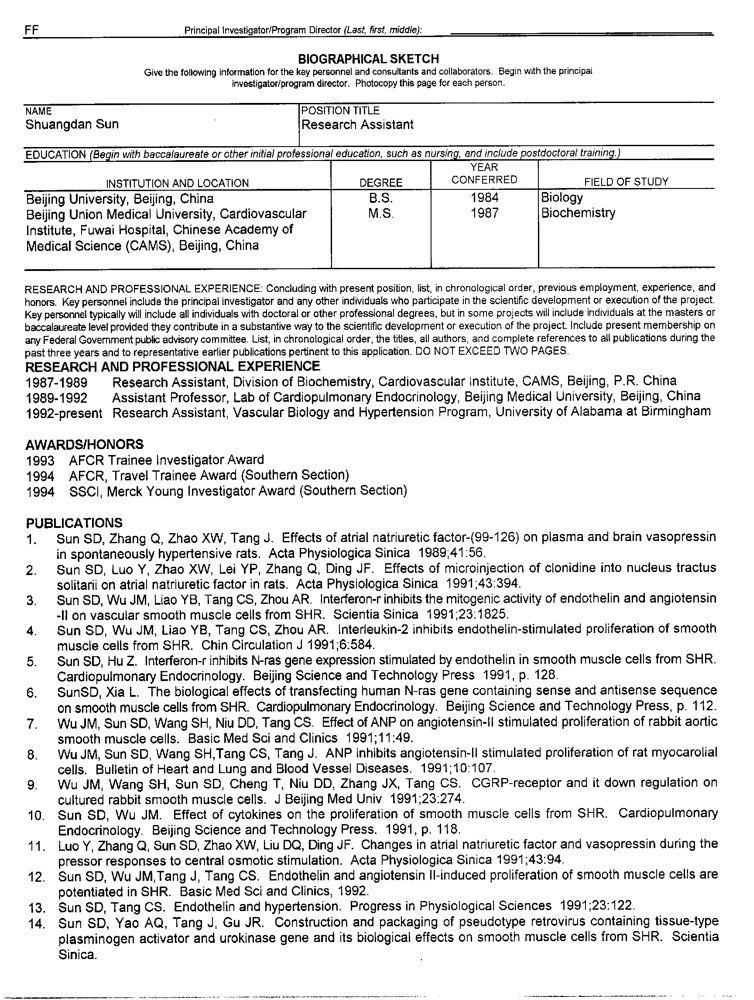 FF
Principal Investigator/Program Director (Last, first, middle):
BIOGRAPHICAL SKETCH
Give the following information for the key personnel and consultants and collaborators. Begin with the principal
investigator/program director. Photocopy this page for each person.
NAME
Shuangdan Sun
POSITION TITLE
Research Assistant
EDUCATION (Begin with baccalaureate or other initial professional education, such as nursing, and include postdoctoral training.)
INSTITUTION AND LOCATION DEGREE YEAR CONFERRED FIELD OF STUDY
Beijing University, Beijing, China B.S. 1984 Biology
Beijing Union Medical University, Cardiovascular M.S. 1987 Biochemistry
Institute, Fuwai Hospital, Chinese Academy of
Medical Science (CAMS), Beijing, China
RESEARCH AND PROFESSIONAL EXPERIENCE: Concluding with present position, list, in chronological order, previous employment, experience, and
honors. Key personnel include the principal investigator and any other individuals who participate in the scientific development or execution of the project.
Key personnel typically will include all individuals with doctoral or other professional degrees, but in some projects will include individuals at the masters or
baccalaureate level provided they contribute in a substantive way to the scientific development or execution of the project. Include present membership on
any Federal Government public advisory committee. List, in chronological order, the titles, all authors, and complete references to all publications during the
past three years and to representative earlier publications pertinent to this application. DO NOT EXCEED TWO PAGES.
RESEARCH AND PROFESSIONAL EXPERIENCE
1987-1989 Research Assistant, Division of Biochemistry, Cardiovascular Institute, CAMS, Beijing, P.R. China
1989-1992 Assistant Professor, Lab of Cardiopulmonary Endocrinology, Beijing Medical University, Beijing, China
1992-present Research Assistant, Vascular Biology and Hypertension Program, University of Alabama at Birmingham
AWARDS/HONORS
1993 AFCR Trainee Investigator Award
1994 AFCR, Travel Trainee Award (Southern Section)
1994 SSCI, Merck Young Investigator Award (Southern Section)
PUBLICATIONS
1. Sun SD, Zhang Q, Zhao XW, Tang J. Effects of atrial natriuretic factor-(99-126) on plasma and brain vasopressin
in spontaneously hypertensive rats. Acta Physiologica Sinica 1989;41:56.
2. Sun SD, Luo Y, Zhao XW, Lei YP, Zhang Q, Ding JF. Effects of microinjection of clonidine into nucleus tractus
solitarii on atrial natriuretic factor in rats. Acta Physiologica Sinica 1991;43:394.
3. Sun SD, Wu JM, Liao YB, Tang CS, Zhou AR. Interferon-r inhibits the mitogenic activity of endothelin and angiotensin
-II on vascular smooth muscle cells from SHR. Scientia Sinica 1991;23:1825.
4. Sun SD, Wu JM, Liao YB, Tang CS, Zhou AR. Interleukin-2 inhibits endothelin-stimulated proliferation of smooth
muscle cells from SHR. Chin Circulation J 1991;6:584.
5. Sun SD, Hu Z. Interferon-r inhibits N-ras gene expression stimulated by endothelin in smooth muscle cells from SHR.
Cardiopulmonary Endocrinology. Beijing Science and Technology Press 1991, p. 128.
6. SunSD, Xia L. The biological effects of transfecting human N-ras gene containing sense and antisense sequence
on smooth muscle cells from SHR. Cardiopulmonary Endocrinology. Beijing Science and Technology Press, p. 112.
7. Wu JM, Sun SD, Wang SH, Niu DD, Tang CS. Effect of ANP on angiotensin-II stimulated proliferation of rabbit aortic
smooth muscle cells. Basic Med Sci and Clinics 1991;11:49.
8. Wu JM, Sun SD, Wang SH,Tang CS, Tang J. ANP inhibits angiotensin-II stimulated proliferation of rat myocarolial
cells. Bulletin of Heart and Lung and Blood Vessel Diseases. 1991;10:107.
9. Wu JM, Wang SH, Sun SD, Cheng T, Niu DD, Zhang JX, Tang CS. CGRP-receptor and it down regulation on
cultured rabbit smooth muscle cells. J Beijing Med Univ 1991;23:274.
10. Sun SD, Wu JM. Effect of cytokines on the proliferation of smooth muscle cells from SHR. Cardiopulmonary
Endocrinology. Beijing Science and Technology Press. 1991, p. 118.
11. Luo Y, Zhang Q, Sun SD, Zhao XW, Liu DQ, Ding JF. Changes in atrial natriuretic factor and vasopressin during the
pressor responses to central osmotic stimulation. Acta Physiologica Sinica 1991;43:94.
12. Sun SD, Wu JM,Tang J, Tang CS. Endothelin and angiotensin II-induced proliferation of smooth muscle cells are
potentiated in SHR. Basic Med Sci and Clinics, 1992.
13. Sun SD, Tang CS. Endothelin and hypertension. Progress in Physiological Sciences 1991;23:122.
14. Sun SD, Yao AQ, Tang J, Gu JR. Construction and packaging of pseudotype retrovirus containing tissue-type
plasminogen activator and urokinase gene and its biological effects on smooth muscle cells from SHR. Scientia
Sinica.